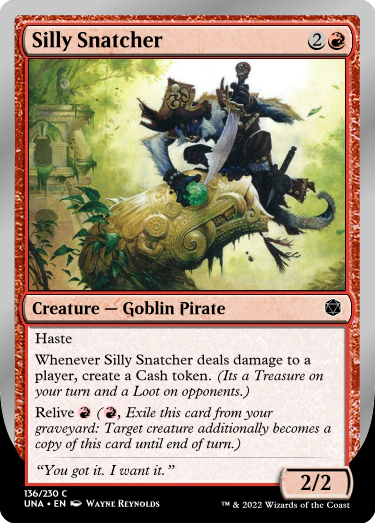 Silly Snatcher 2
Creature — Goblin Pirate
Haste
Whenever Silly Snatcher deals damage to a
player, create a Cash token. (Its a Treasure on
your turn and a Loot on opponents.)
Relive (, Exile this card from your
graveyard: Target creature additionally becomes a
copy of this card until end of turn.)
“You got it. I want it.”
2/2
136/230 C
UNA • EN Wayne Reynolds
™ & 2022 Wizards of the Coast